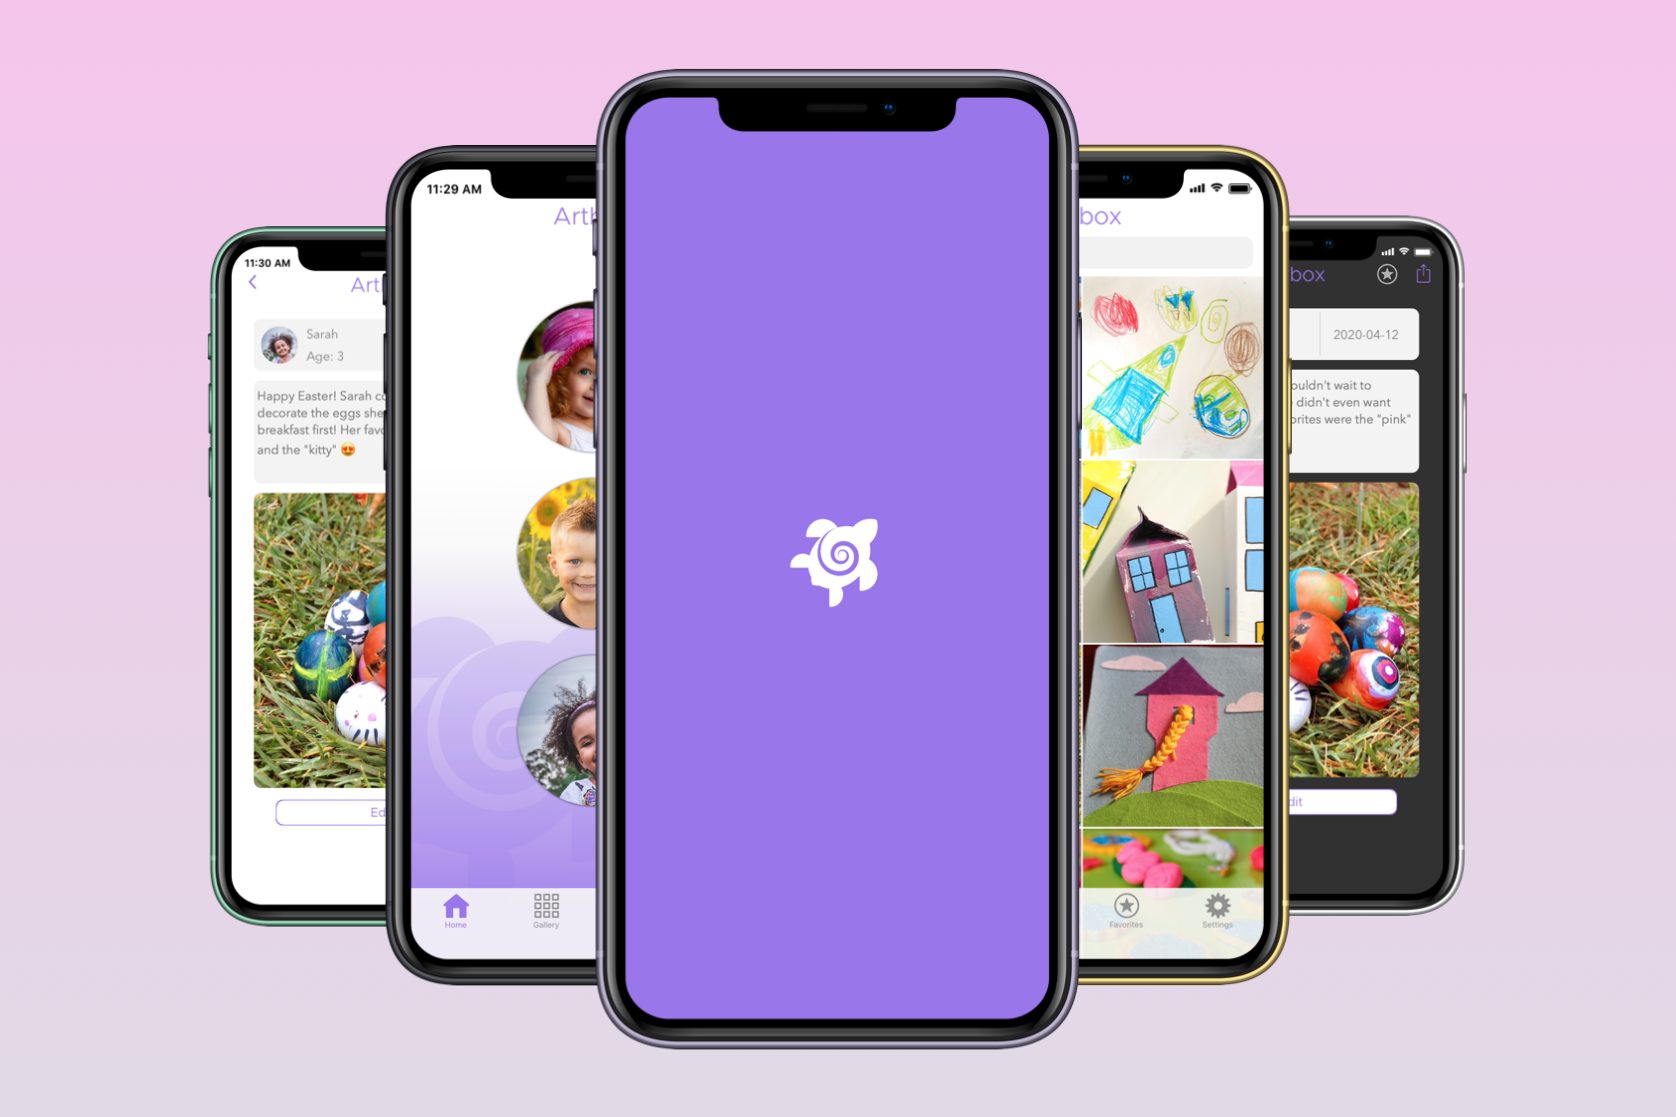 11:30 AM
Art
Sarah
Age: 3
Happy Easter! Sarah c
decorate the eggs she
breakfast first! Her favo
and the "kitty" 😍
Ed
11:29 AM
Art
Home
Gallery
box
Favorites
Settings
box
2020-04-12
ouldn't wait to
didn't even want
orites were the "pink"
dit